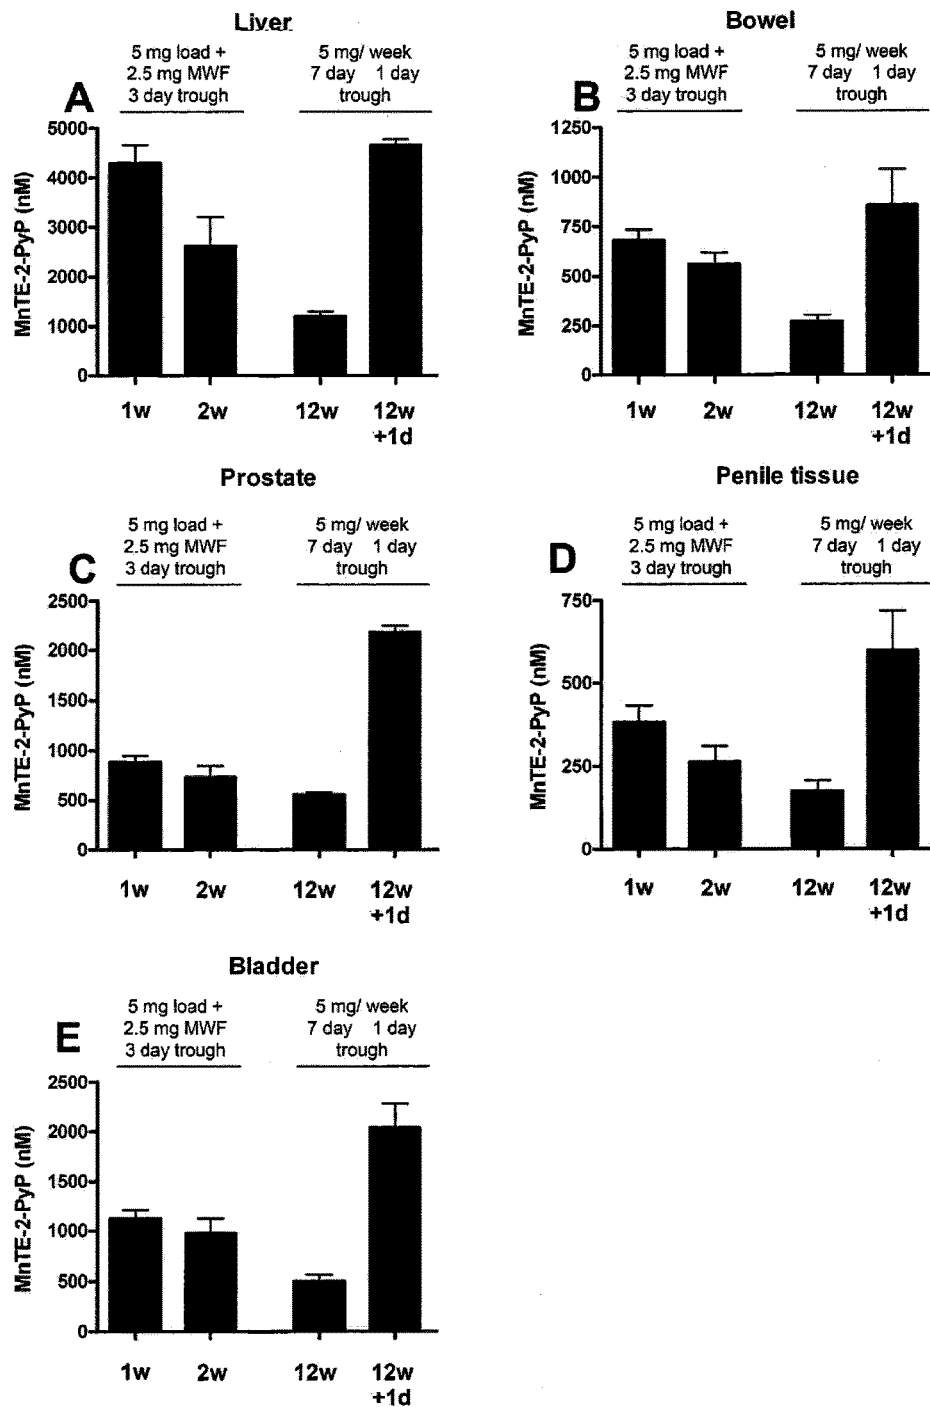 Liver
5 mg load +
2.5 mg MWF
3 day trough
5 mg/ week
7 day 1 day
trough
A
MnTE-2-PyP (nM)
5000
4000
3000
2000
1000
0
1w 2w 12w 12w
+1d
Bowel
5 mg load +
2.5 mg MWF
3 day trough
5 mg/ week
7 day 1 day
trough
B
MnTE-2-PyP (nM)
1250
1000
750
500
250
0
1w 2w 12w 12w
+1d
Prostate
5 mg load +
2.5 mg MWF
3 day trough
5 mg/ week
7 day 1 day
trough
C
MnTE-2-PyP (nM)
2500
2000
1500
1000
500
0
1w 2w 12w 12w
+1d
Penile tissue
5 mg load +
2.5 mg MWF
3 day trough
5 mg/ week
7 day 1 day
trough
D
MnTE-2-PyP (nM)
750
500
250
0
1w 2w 12w 12w
+1d
Bladder
5 mg load +
2.5 mg MWF
3 day trough
5 mg/ week
7 day 1 day
trough
E
MnTE-2-PyP (nM)
2500
2000
1500
1000
500
0
1w 2w 12w 12w
+1d